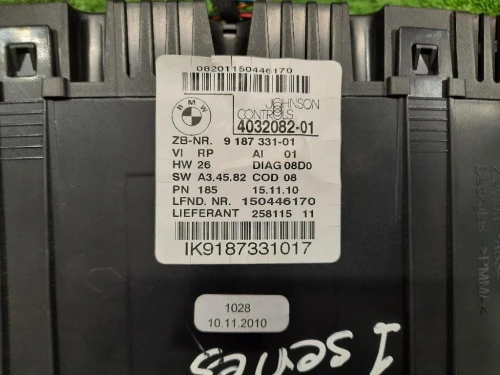 08201150446170
BMW
JOHNSON CONTROLS
4032082-01
ZB-NR. 9 187 331-01
VI RP AI 01
HW 26 DIAG 08D0
SW A3.45.82 COD 08
PN 185 15.11.10
LFND. NR. 150446170
LIEFERANT 258115 11
IK9187331017
1028
10.11.2010
1 series
>PMMA<